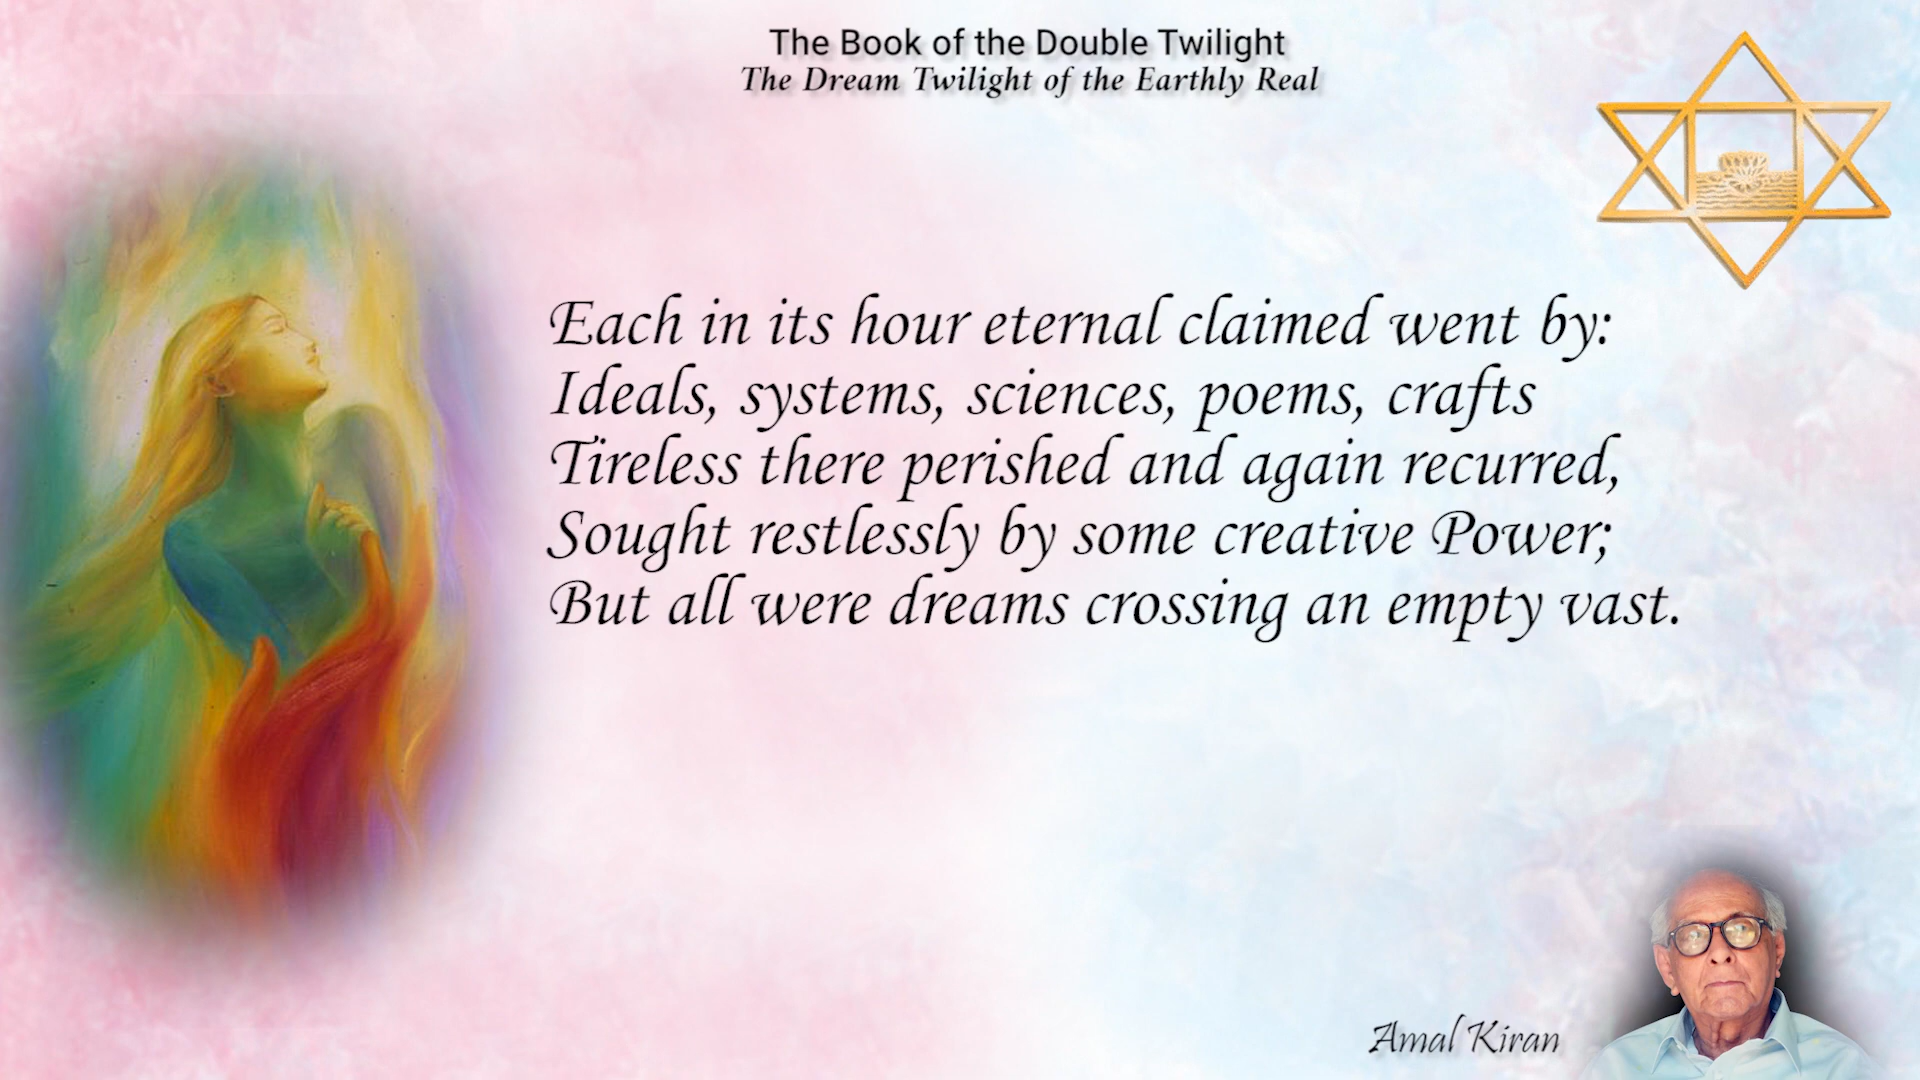 The Book of the Double Twilight
The Dream Twilight of the Earthly Real
Each in its hour eternal claimed went by:
Ideals, systems, sciences, poems, crafts
Tireless there perished and again recurred,
Sought restlessly by some creative Power;
But all were dreams crossing an empty vast.
Amal Kiran